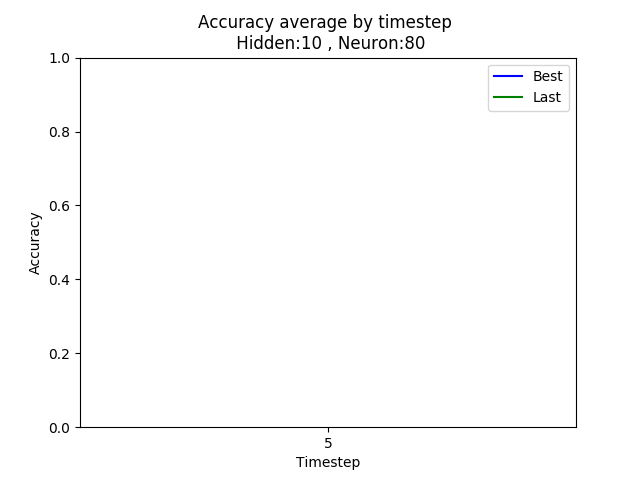 Accuracy average by timestep
Hidden:10 , Neuron:80
1.0
0.8
0.6
0.4
0.2
0.0
Accuracy
Best
Last
5
Timestep